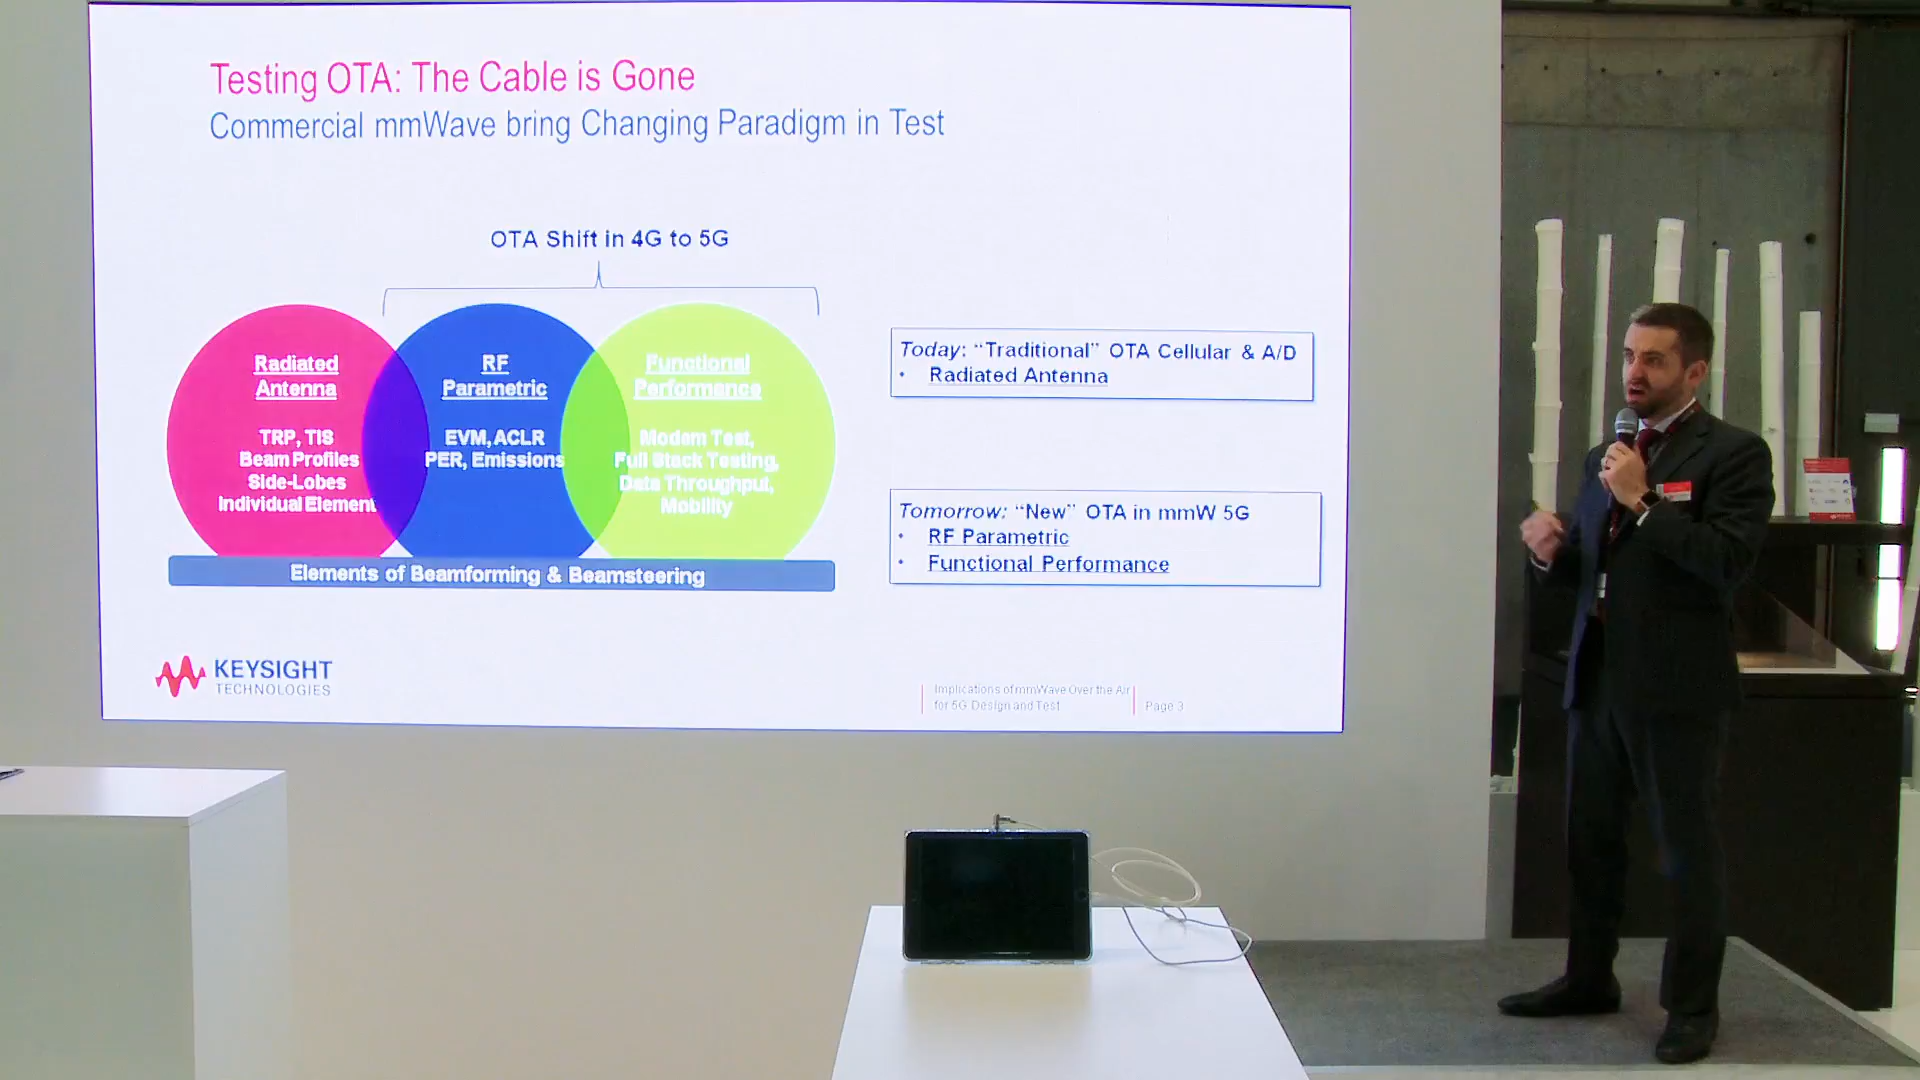 Testing OTA: The Cable is Gone
Commercial mmWave bring Changing Paradigm in Test
OTA Shift in 4G to 5G
Radiated
Antenna
TRP, TIS
Beam Profiles
Side-Lobes
Individual Element
RF
Parametric
EVM, ACLR
PER, Emissions
Functional
Performance
Modem Test,
Full Stack Testing,
Data Throughput,
Mobility
Elements of Beamforming & Beamsteering
Today: “Traditional” OTA Cellular & A/D
• Radiated Antenna
Tomorrow: “New” OTA in mmW 5G
• RF Parametric
• Functional Performance
KEYSIGHT
TECHNOLOGIES
Implications of mmWave Over the Air
for 5G Design and Test
Page 3